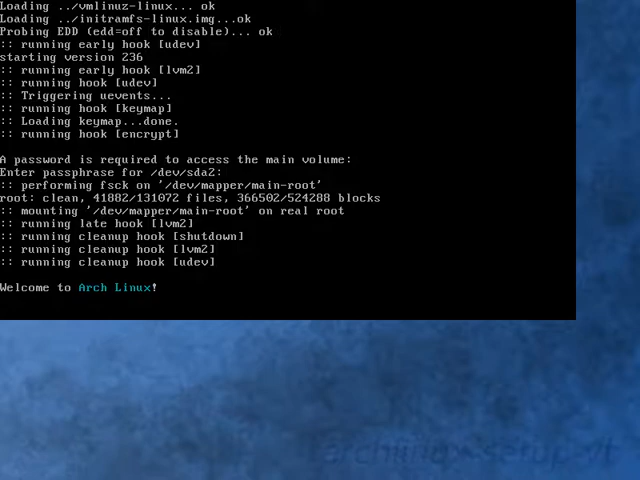 Loading ../vmlinuz-linux... ok
Loading ../initramfs-linux.img...ok
Probing EDD (edd=off to disable)... ok
:: running early hook [udev]
starting version 236
:: running early hook [lvm2]
:: running hook [udev]
:: Triggering uevents...
:: running hook [keymap]
:: Loading keymap...done.
:: running hook [encrypt]
A password is required to access the main volume:
Enter passphrase for /dev/sda2:
:: performing fsck on '/dev/mapper/main-root'
root: clean, 41882/131072 files, 366502/524288 blocks
:: mounting '/dev/mapper/main-root' on real root
:: running late hook [lvm2]
:: running cleanup hook [shutdown]
:: running cleanup hook [lvm2]
:: running cleanup hook [udev]
Welcome to Arch Linux!
archlinux-setup-vt